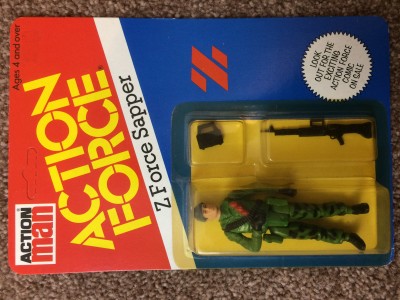 ACTION
man
ACTION
FORCE
Z Force Sapper
Ages 4 and over
LOOK
OUT FOR THE
EXCITING
ACTION FORCE
COMIC
ON SALE